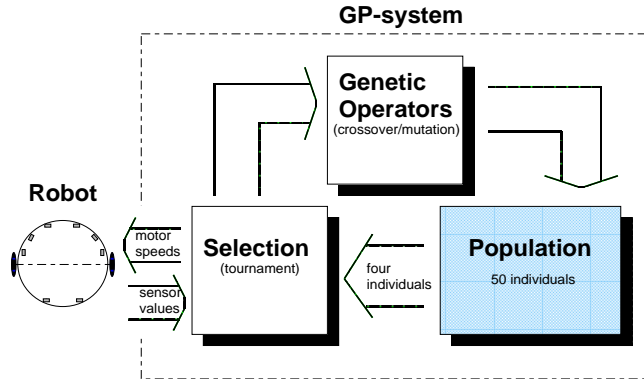 GP-system
Genetic
Operators
(crossover/mutation)
Robot
motor
speeds
sensor
values
Selection
(tournament)
four
individuals
Population
50 individuals